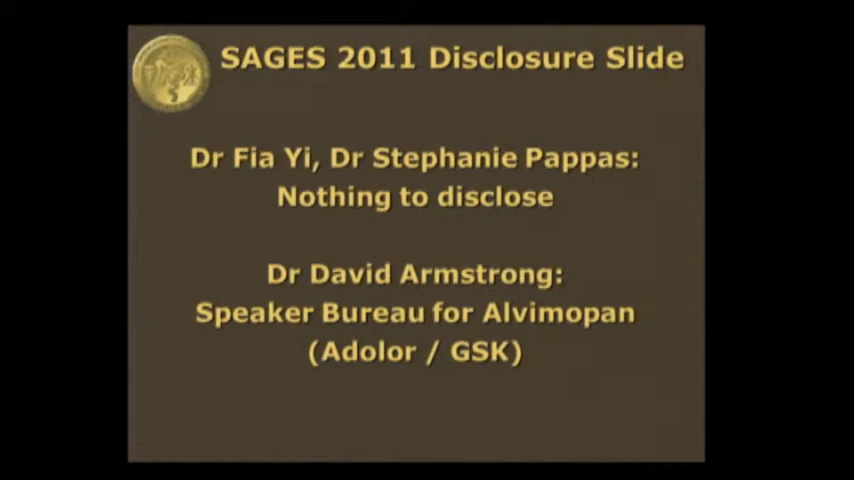 SAGES 2011 Disclosure Slide
Dr Fia Yi, Dr Stephanie Pappas:
Nothing to disclose
Dr David Armstrong:
Speaker Bureau for Alvimopan
(Adolor / GSK)